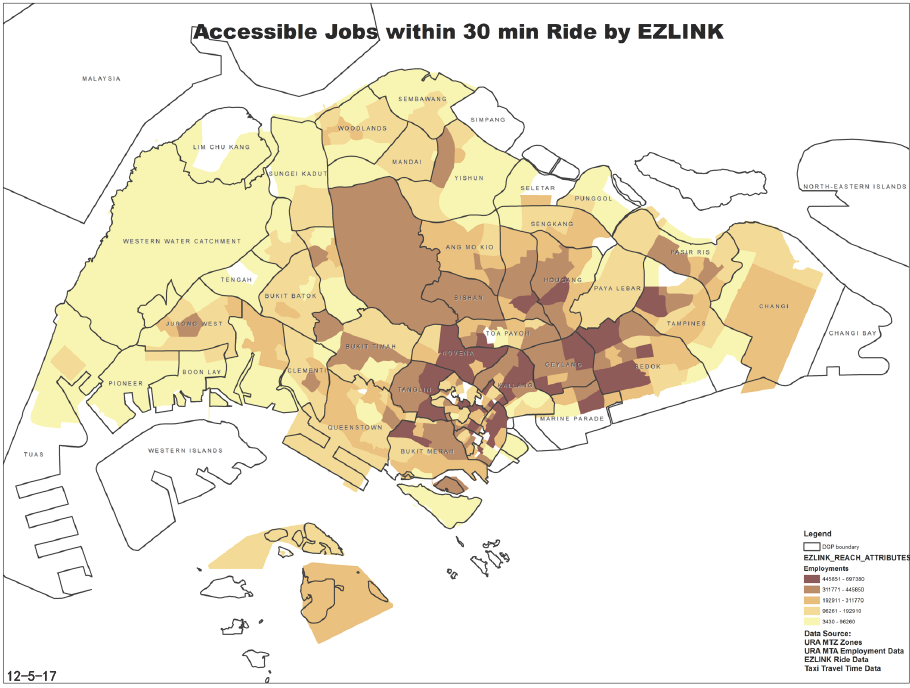 Accessible Jobs within 30 min Ride by EZLINK
MALAYSIA
SEMBAWANG
SIMPANG
WOODLANDS
LIM CHU KANG
MANDAI
SUNGEI KADUT
YISHUN
SELETAR
NORTH-EASTERN ISLANDS
PUNGGOL
SENGKANG
WESTERN WATER CATCHMENT
ANG MO KIO
PASIR RIS
TENGAH
HOUGANG
PAYA LEBAR
BUKIT BATOK
BISHAN
CHANGI
JURONG WEST
TAMPINES
TOA PAYOH
CHANGI BAY
BUKIT TIMAH
NOVENA
GEYLANG
BEDOK
BOON LAY
CLEMENTI
PIONEER
TANGLIN
KALLANG
MARINE PARADE
QUEENSTOWN
TUAS
WESTERN ISLANDS
BUKIT MERAH
Legend
DGP boundary
EZLINK_REACH_ATTRIBUTES
Employments
445851 - 697380
311771 - 445850
192911 - 311770
96261 - 192910
3430 - 96260
Data Source:
URA MTZ Zones
URA MTA Employment Data
EZLINK Ride Data
Taxi Travel Time Data
12-5-17